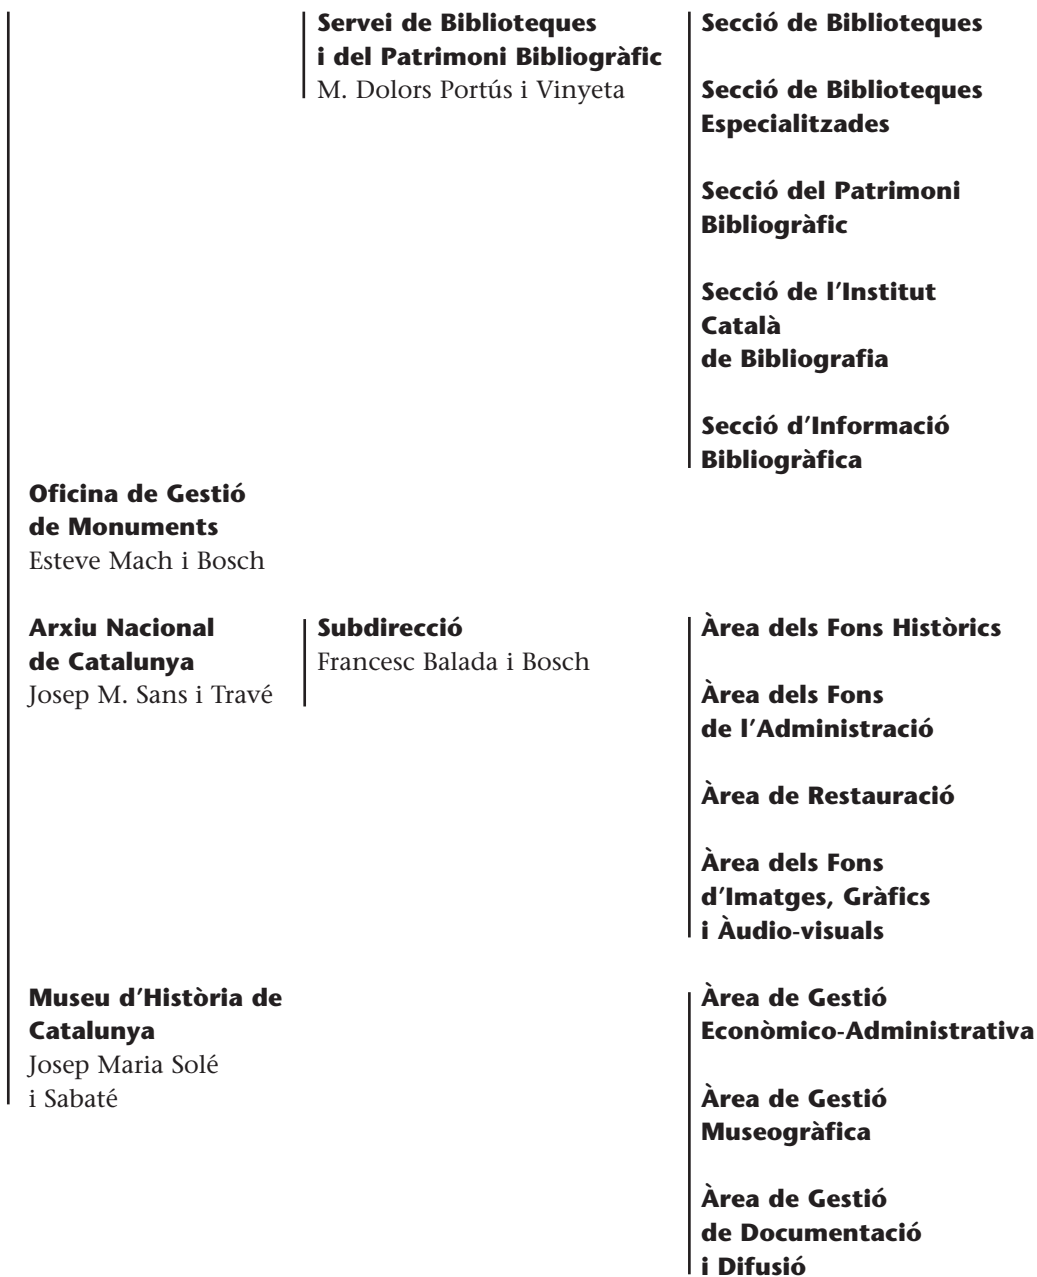 Servei de Biblioteques
i del Patrimoni Bibliogràfic
M. Dolors Portús i Vinyeta
Secció de Biblioteques
Secció de Biblioteques
Especialitzades
Secció del Patrimoni
Bibliogràfic
Secció de l'Institut
Català
de Bibliografia
Secció d'Informació
Bibliogràfica
Oficina de Gestió
de Monuments
Esteve Mach i Bosch
Arxiu Nacional
de Catalunya
Josep M. Sans i Travé
Subdirecció
Francesc Balada i Bosch
Àrea dels Fons Històrics
Àrea dels Fons
de l'Administració
Àrea de Restauració
Àrea dels Fons
d'Imatges, Gràfics
i Àudio-visuals
Museu d'Història de
Catalunya
Josep Maria Solé
i Sabaté
Àrea de Gestió
Econòmico-Administrativa
Àrea de Gestió
Museogràfica
Àrea de Gestió
de Documentació
i Difusió